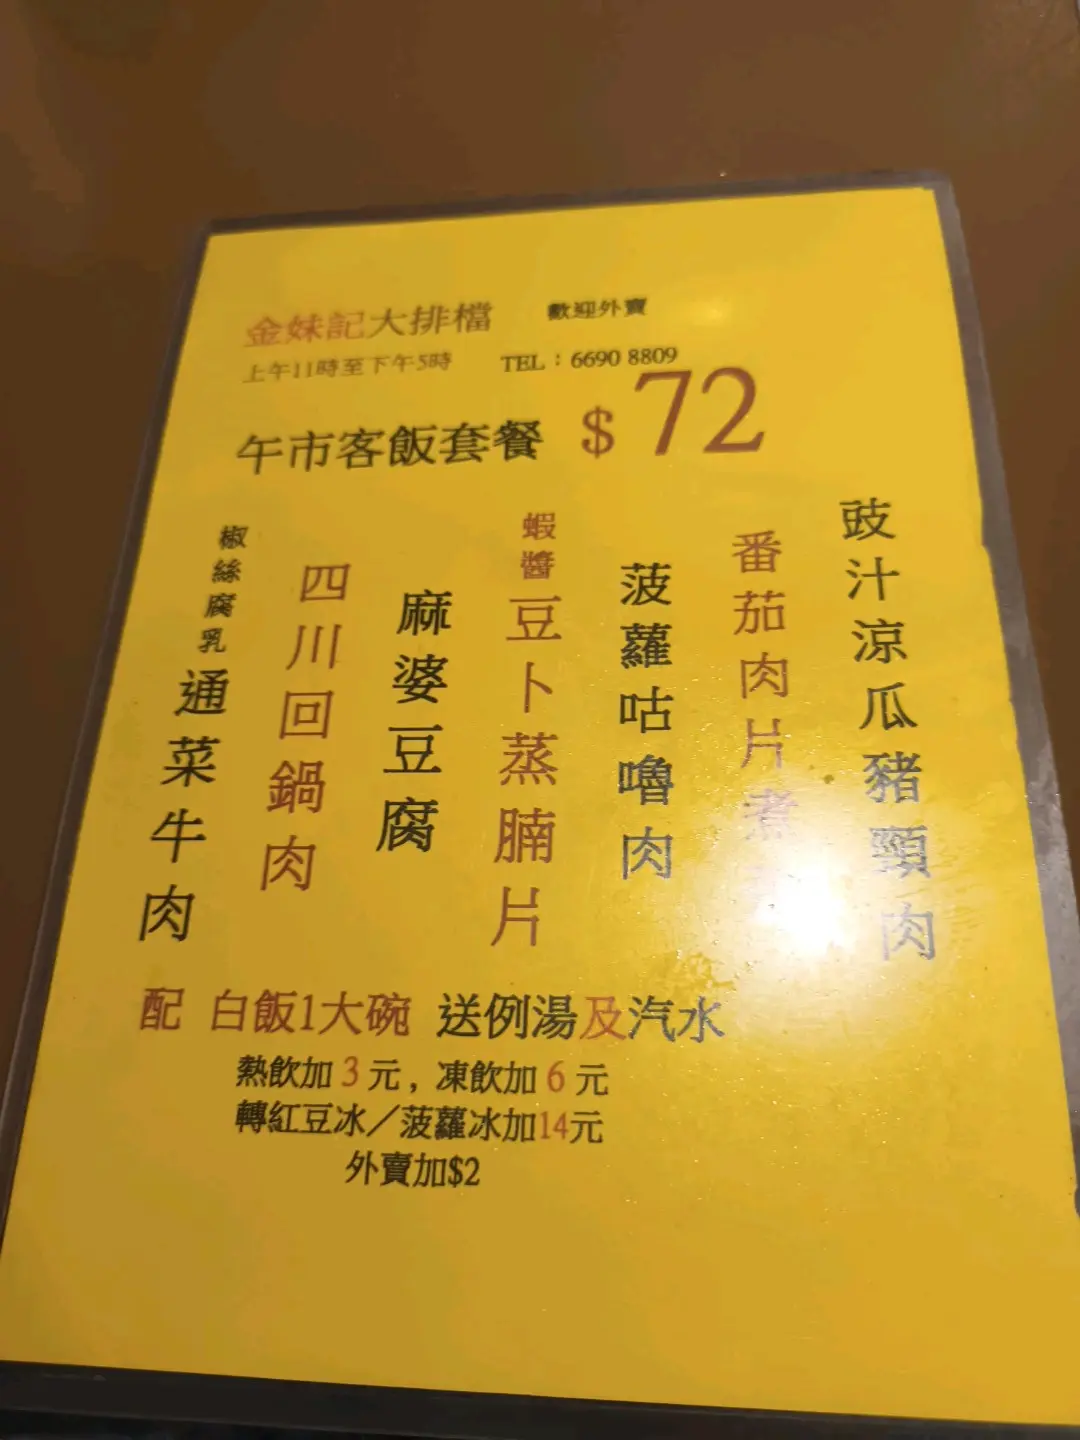 金妹記大排檔 歡迎外賣
上午11時至下午5時 TEL：6690 8809
午市客飯套餐 $72
豉汁涼瓜豬頸肉
番茄肉片煮
菠蘿咕嚕肉
蝦醬豆卜蒸腩片
麻婆豆腐
四川回鍋肉
椒絲腐乳通菜牛肉
配 白飯1大碗 送例湯及汽水
熱飲加 3 元, 凍飲加 6 元
轉紅豆冰／菠蘿冰加14元
外賣加$2